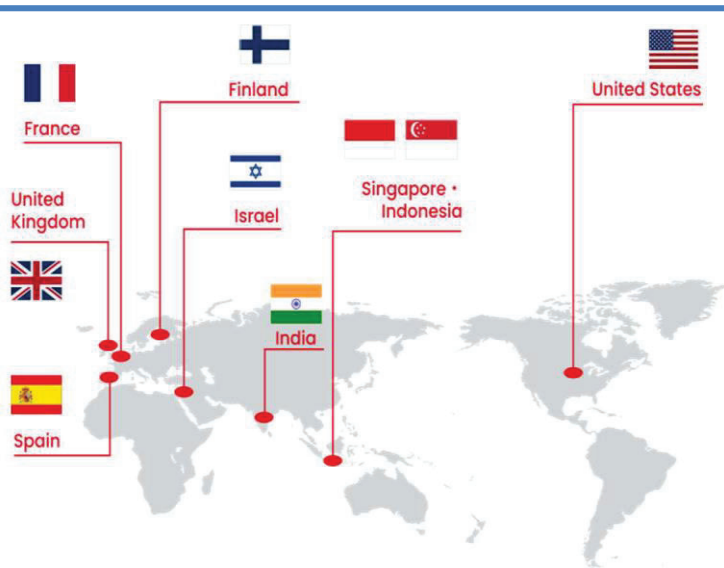 Finland
United States
France
Singapore・
Indonesia
United
Kingdom
Israel
India
Spain